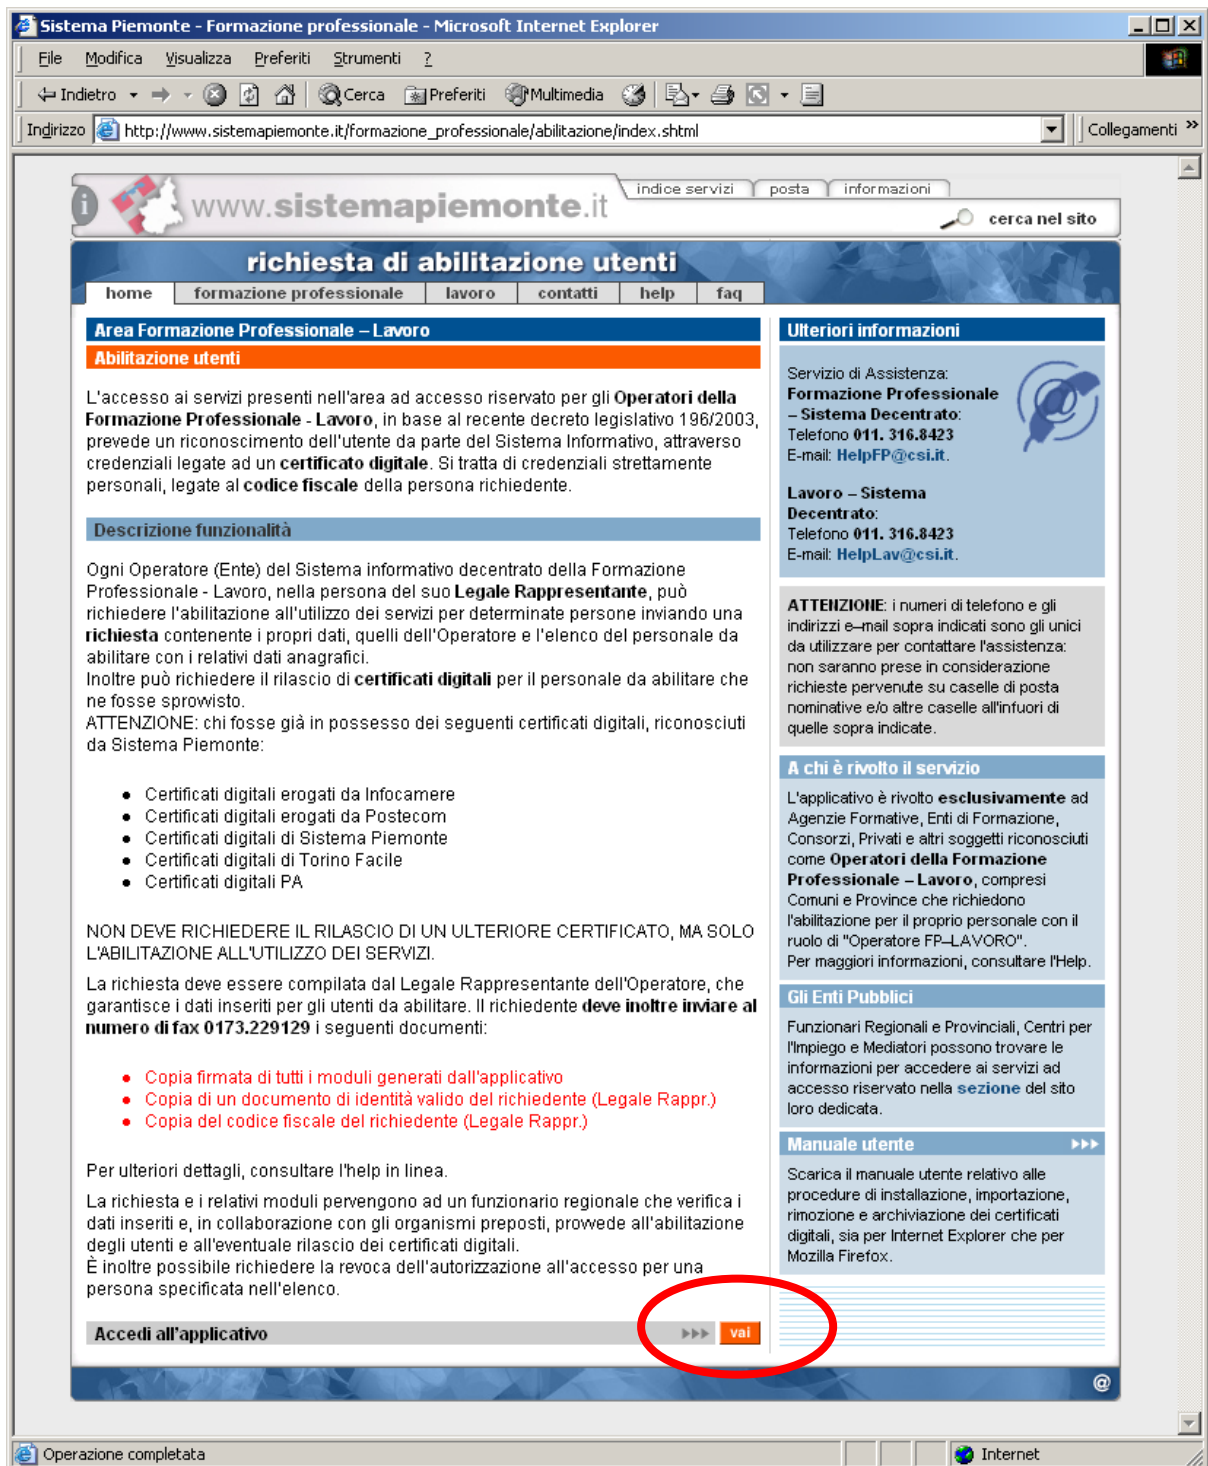 Sistema Piemonte - Formazione professionale - Microsoft Internet Explorer
File Modifica Visualizza Preferiti Strumenti ?
Indietro Cerca Preferiti Multimedia
Indirizzo http://www.sistemapiemonte.it/formazione_professionale/abilitazione/index.shtml Collegamenti »
i www.sistemapiemonte.it indice servizi posta informazioni
cerca nel sito
richiesta di abilitazione utenti
home formazione professionale lavoro contatti help faq
Area Formazione Professionale – Lavoro
Abilitazione utenti
L'accesso ai servizi presenti nell'area ad accesso riservato per gli Operatori della
Formazione Professionale - Lavoro, in base al recente decreto legislativo 196/2003,
prevede un riconoscimento dell'utente da parte del Sistema Informativo, attraverso
credenziali legate ad un certificato digitale. Si tratta di credenziali strettamente
personali, legate al codice fiscale della persona richiedente.
Descrizione funzionalità
Ogni Operatore (Ente) del Sistema informativo decentrato della Formazione
Professionale - Lavoro, nella persona del suo Legale Rappresentante, può
richiedere l'abilitazione all'utilizzo dei servizi per determinate persone inviando una
richiesta contenente i propri dati, quelli dell'Operatore e l'elenco del personale da
abilitare con i relativi dati anagrafici.
Inoltre può richiedere il rilascio di certificati digitali per il personale da abilitare che
ne fosse sprovvisto.
ATTENZIONE: chi fosse già in possesso dei seguenti certificati digitali, riconosciuti
da Sistema Piemonte:
• Certificati digitali erogati da Infocamere
• Certificati digitali erogati da Postecom
• Certificati digitali di Sistema Piemonte
• Certificati digitali di Torino Facile
• Certificati digitali PA
NON DEVE RICHIEDERE IL RILASCIO DI UN ULTERIORE CERTIFICATO, MA SOLO
L'ABILITAZIONE ALL'UTILIZZO DEI SERVIZI.
La richiesta deve essere compilata dal Legale Rappresentante dell'Operatore, che
garantisce i dati inseriti per gli utenti da abilitare. Il richiedente deve inoltre inviare al
numero di fax 0173.229129 i seguenti documenti:
• Copia firmata di tutti i moduli generati dall'applicativo
• Copia di un documento di identità valido del richiedente (Legale Rappr.)
• Copia del codice fiscale del richiedente (Legale Rappr.)
Per ulteriori dettagli, consultare l'help in linea.
La richiesta e i relativi moduli pervengono ad un funzionario regionale che verifica i
dati inseriti e, in collaborazione con gli organismi preposti, provvede all'abilitazione
degli utenti e all'eventuale rilascio dei certificati digitali.
È inoltre possibile richiedere la revoca dell'autorizzazione all'accesso per una
persona specificata nell'elenco.
Accedi all'applicativo vai
Ulteriori informazioni
Servizio di Assistenza:
Formazione Professionale
– Sistema Decentrato:
Telefono 011. 316.8423
E-mail: HelpFP@csi.it.
Lavoro – Sistema
Decentrato:
Telefono 011. 316.8423
E-mail: HelpLav@csi.it.
ATTENZIONE: i numeri di telefono e gli
indirizzi e–mail sopra indicati sono gli unici
da utilizzare per contattare l'assistenza:
non saranno prese in considerazione
richieste pervenute su caselle di posta
nominative e/o altre caselle all'infuori di
quelle sopra indicate.
A chi è rivolto il servizio
L'applicativo è rivolto esclusivamente ad
Agenzie Formative, Enti di Formazione,
Consorzi, Privati e altri soggetti riconosciuti
come Operatori della Formazione
Professionale – Lavoro, compresi
Comuni e Province che richiedono
l'abilitazione per il proprio personale con il
ruolo di "Operatore FP–LAVORO".
Per maggiori informazioni, consultare l'Help.
Gli Enti Pubblici
Funzionari Regionali e Provinciali, Centri per
l'Impiego e Mediatori possono trovare le
informazioni per accedere ai servizi ad
accesso riservato nella sezione del sito
loro dedicata.
Manuale utente
Scarica il manuale utente relativo alle
procedure di installazione, importazione,
rimozione e archiviazione dei certificati
digitali, sia per Internet Explorer che per
Mozilla Firefox.
@
Operazione completata Internet